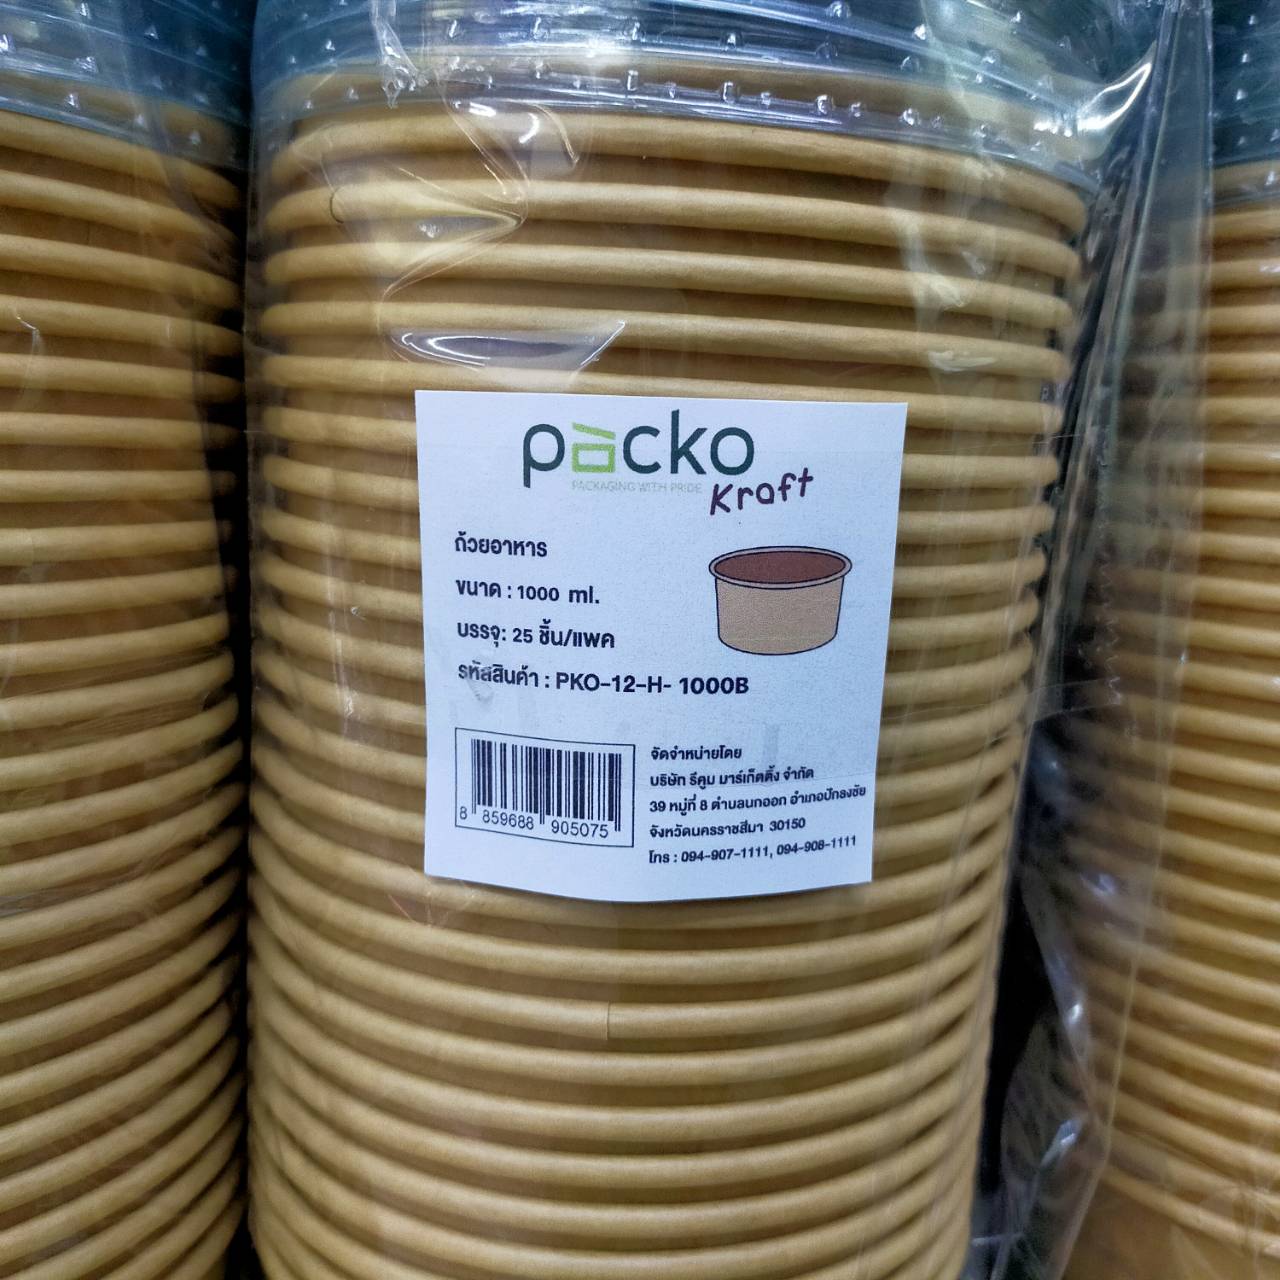 packo
PACKAGING WITH PRIDE
Kraft
ถ้วยอาหาร
ขนาด : 1000 ml.
บรรจุ: 25 ชิ้น/แพค
รหัสสินค้า : PKO-12-H- 1000B
8 859688 905075
จัดจำหน่ายโดย
บริษัท รีคูม มาร์เก็ตติ้ง จำกัด
39 หมู่ที่ 8 ตำบลนกออก อำเภอปักธงชัย
จังหวัดนครราชสีมา 30150
โทร : 094-907-1111, 094-908-1111